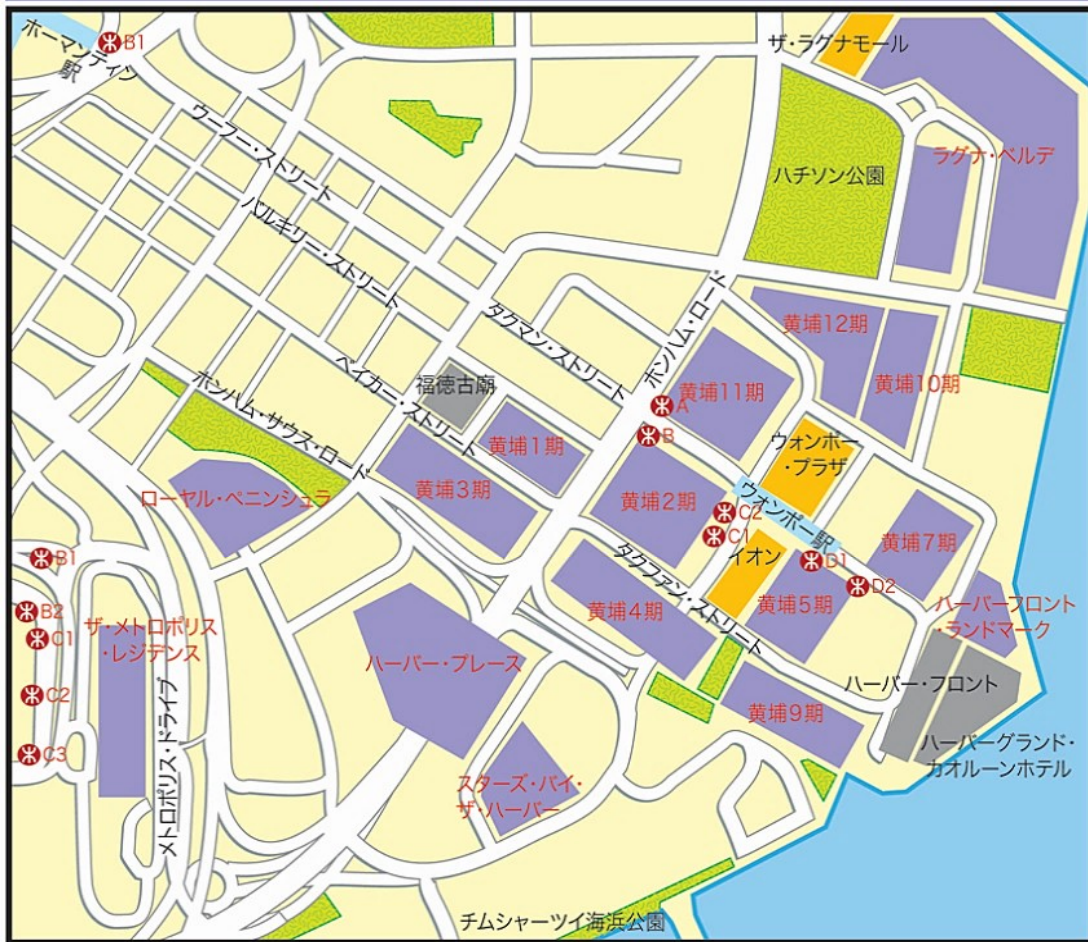 ホーマンティン
駅
B1
ザ・ラグナモール
ウーフー・ストリート
ラグナ・ベルデ
ハチソン公園
バルキリー・ストリート
タクマン・ストリート
ホンハム・ロード
黄埔12期
黄埔10期
黄埔11期
ベイカー・ストリート
福徳古廟
ホンハム・サウス・ロード
A
B
黄埔1期
ウォンポー
・プラザ
黄埔3期
黄埔2期
ローヤル・ペニンシュラ
ウォンポー駅
C2
C1
黄埔7期
イオン
D1
D2
B1
タクファン・ストリート
黄埔4期
黄埔5期
ハーバーフロント
・ランドマーク
B2
C1
ザ・メトロポリス
・レジデンス
ハーバー・プレース
ハーバー・フロント
C2
メトロポリス・ドライブ
黄埔9期
ハーバーグランド・
カオルーンホテル
C3
スターズ・バイ・
ザ・ハーバー
チムシャーツイ海浜公園